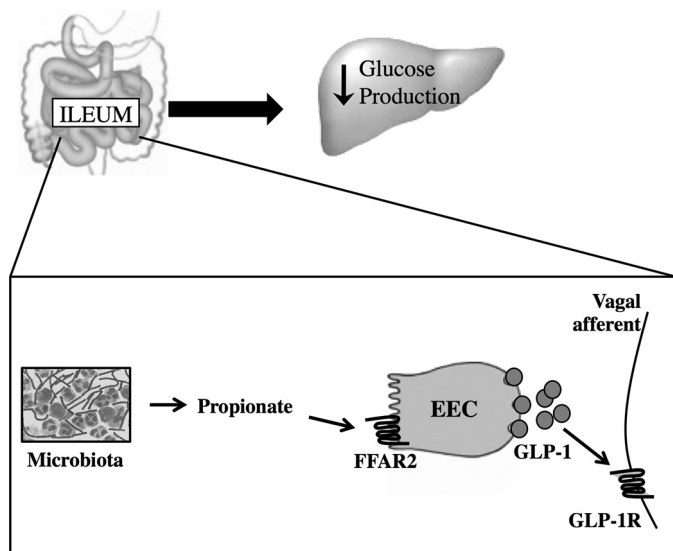 ILEUM
Glucose
Production
Vagal
afferent
Microbiota
Propionate
FFAR2
EEC
GLP-1
GLP-1R